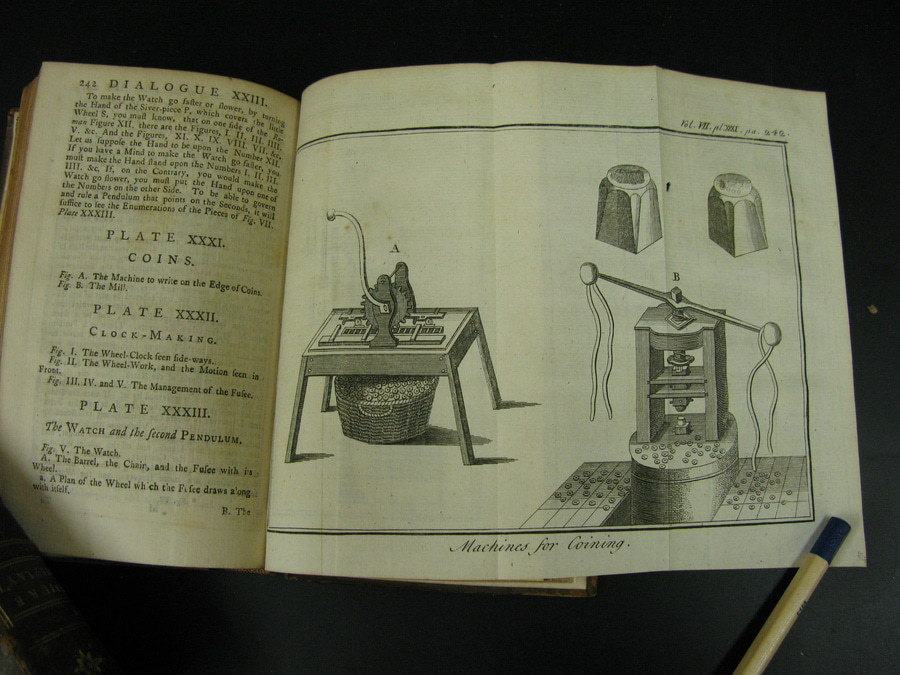 242 DIALOGUE XXIII.
To make the Watch go faſter or ſlower, by turning
the Hand of the Silver-piece P, which covers the little
Wheel S, you muſt know, that on one ſide of the Ro-
man Figure XII. there are the Figures, I. II. III. IIII.
V. &c. And the Figures, XI. X. IX. VIII. VII. &c.
Let us ſuppoſe the Hand to be upon the Number XII.
If you have a Mind to make the Watch go faſter, you
muſt make the Hand ſtand upon the Numbers I. II. III.
IIII. &c. If, on the Contrary, you would make the
Watch go ſlower, you muſt put the Hand upon one of
the Numbers on the other Side. To be able to govern
and rule a Pendulum that points on the Seconds, it will
ſuffice to ſee the Enumerations of the Pieces of Fig. VII.
Plate XXXIII.
PLATE XXXI.
COINS.
Fig. A. The Machine to write on the Edge of Coins.
Fig. B. The Mill.
PLATE XXXII.
CLOCK-MAKING.
Fig. I. The Wheel-Clock ſeen ſide-ways.
Fig. II. The Wheel-Work, and the Motion ſeen in
Front.
Fig. III. IV. and V. The Management of the Fuſee.
PLATE XXXIII.
The WATCH and the ſecond PENDULUM.
Fig. V. The Watch.
A. The Barrel, the Chair, and the Fuſee with its
Wheel.
a. A Plan of the Wheel which the Fuſee draws along
with itſelf.
B. The
Vol. VII. pl. pa. 242.
A
B
Machines for Coining.